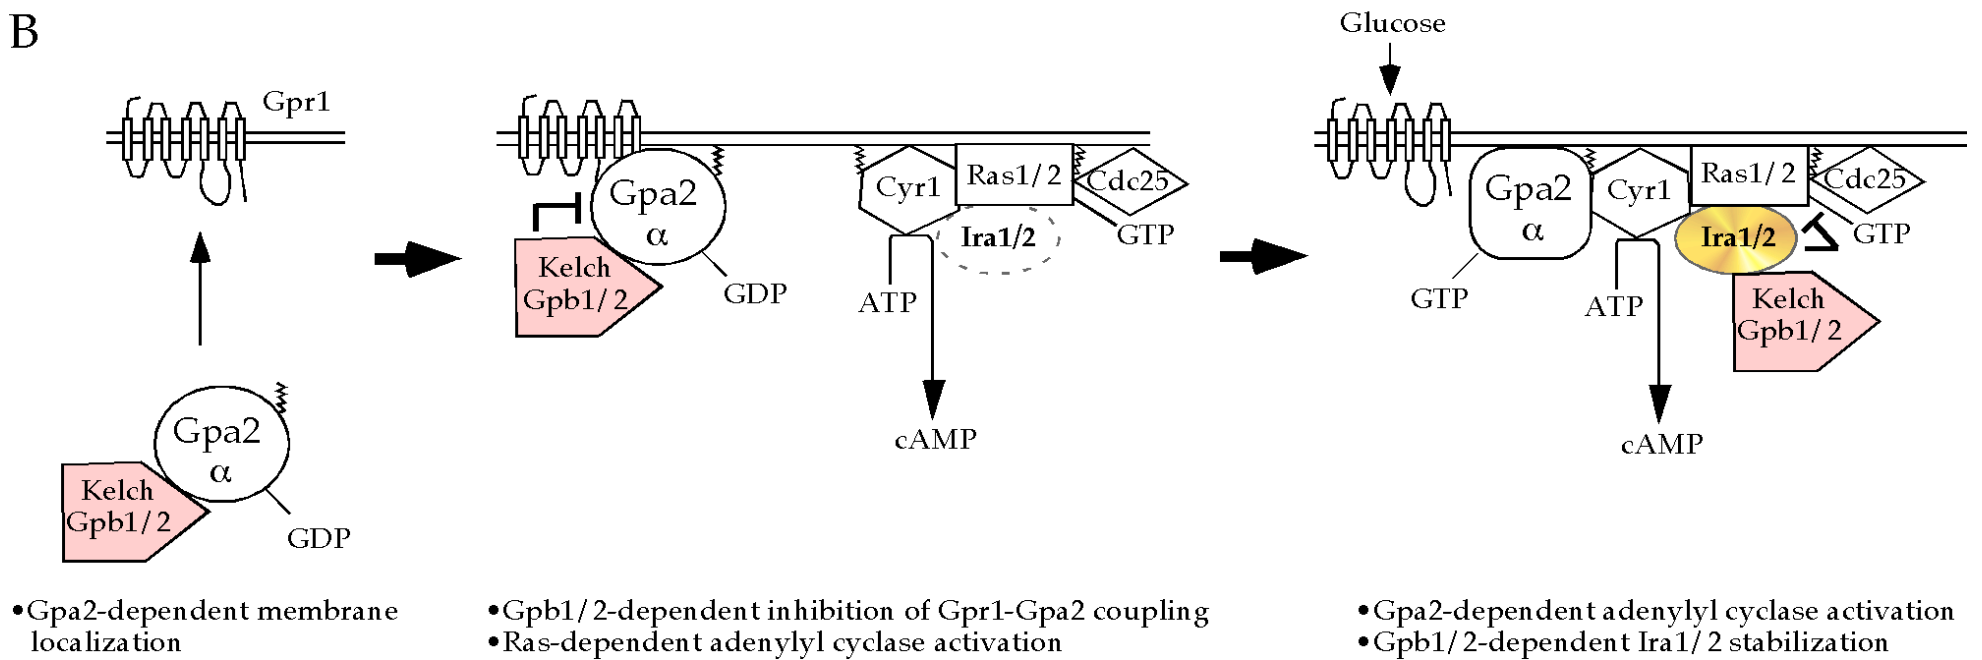 B
Gpr1
Gpa2
α
Kelch
Gpb1/2
GDP
•Gpa2-dependent membrane
localization
Gpa2
α
Kelch
Gpb1/2
GDP
Cyr1
Ras1/2
Cdc25
Ira1/2
GTP
ATP
cAMP
•Gpb1/2-dependent inhibition of Gpr1-Gpa2 coupling
•Ras-dependent adenylyl cyclase activation
Glucose
Gpa2
α
GTP
Cyr1
Ras1/2
Cdc25
Ira1/2
GTP
ATP
Kelch
Gpb1/2
cAMP
•Gpa2-dependent adenylyl cyclase activation
•Gpb1/2-dependent Ira1/2 stabilization